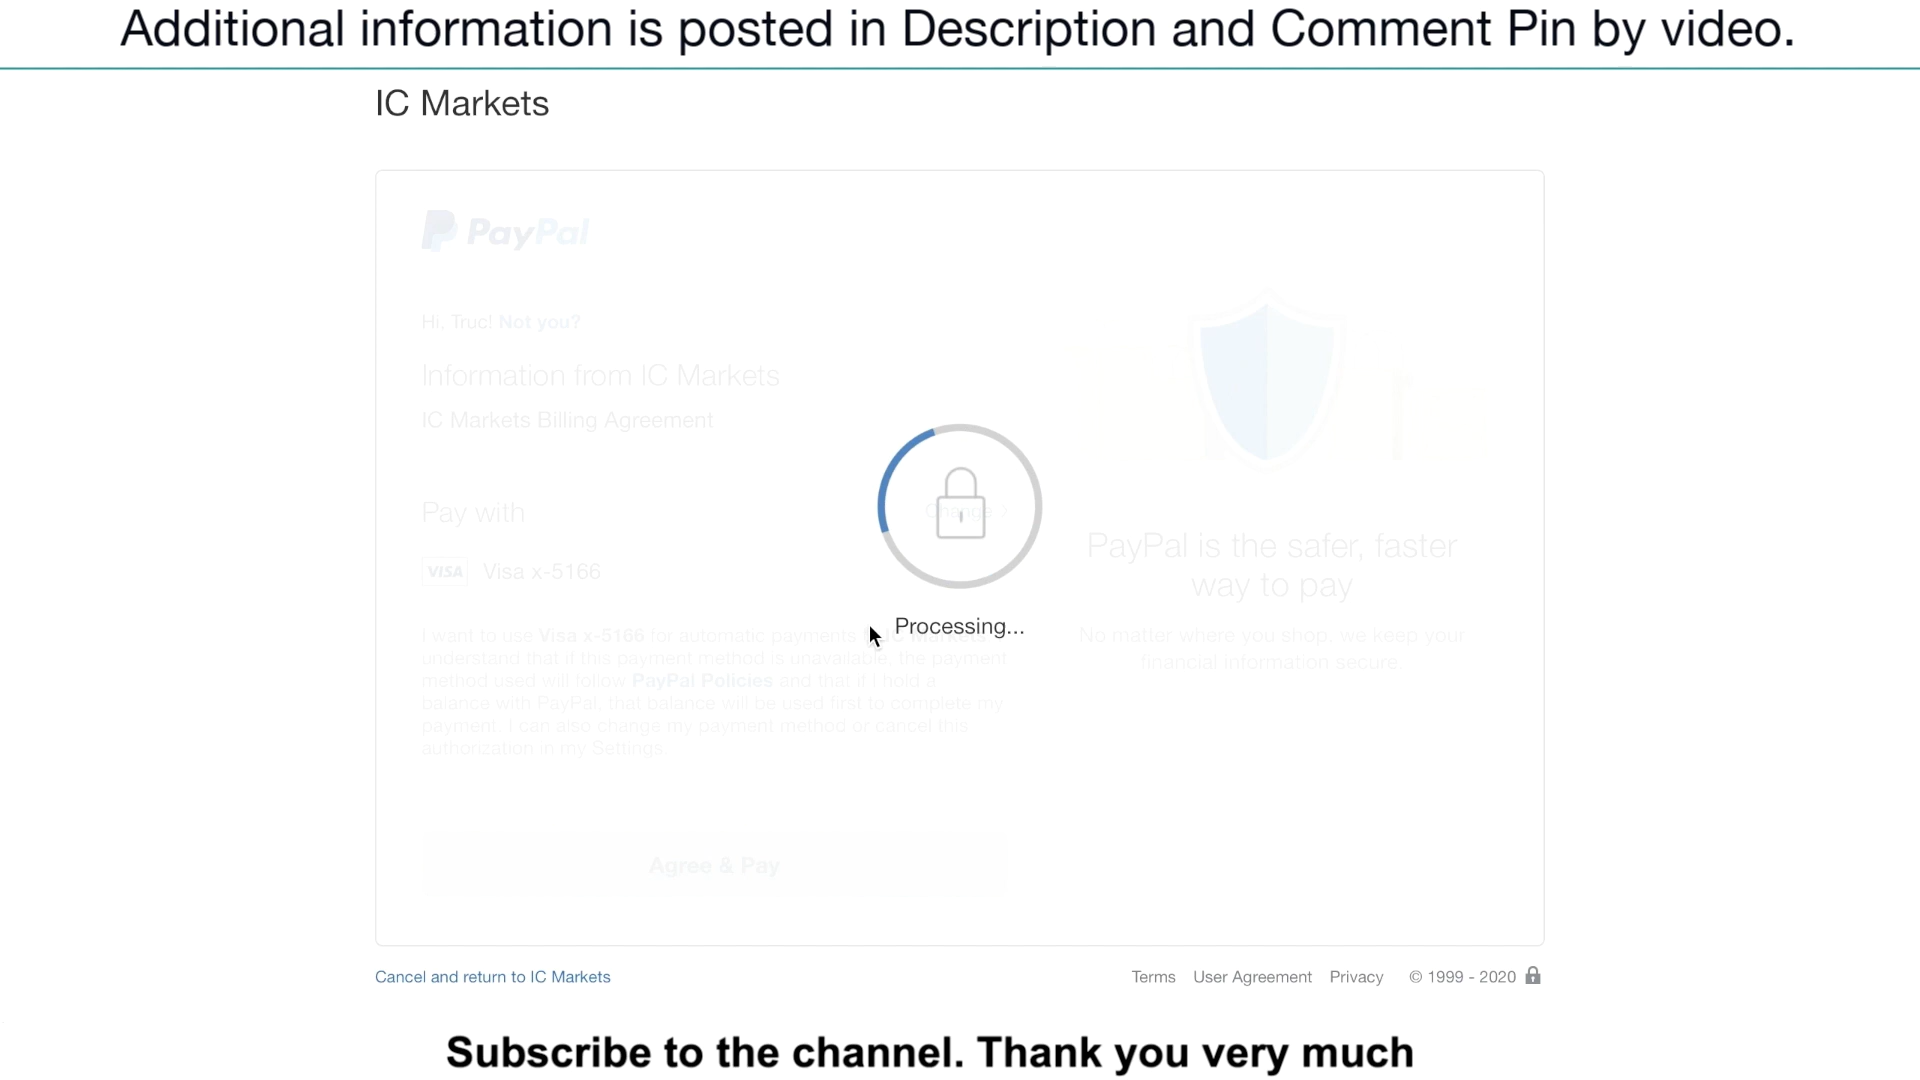 Additional information is posted in Description and Comment Pin by video.
IC Markets
PayPal
Hi, Truc! Not you?
Information from IC Markets
IC Markets Billing Agreement
Pay with
Change >
VISA Visa x-5166
I want to use Visa x-5166 for automatic payments IC Markets.
understand that if this payment method is unavailable, the payment
method used will follow PayPal Policies and that if I hold a
balance with PayPal, that balance will be used first to complete my
payment. I can also change my payment method or cancel this
authorization in my Settings.
Agree & Pay
Processing...
PayPal is the safer, faster
way to pay
No matter where you shop, we keep your
financial information secure.
Cancel and return to IC Markets
Terms User Agreement Privacy © 1999 - 2020
Subscribe to the channel. Thank you very much